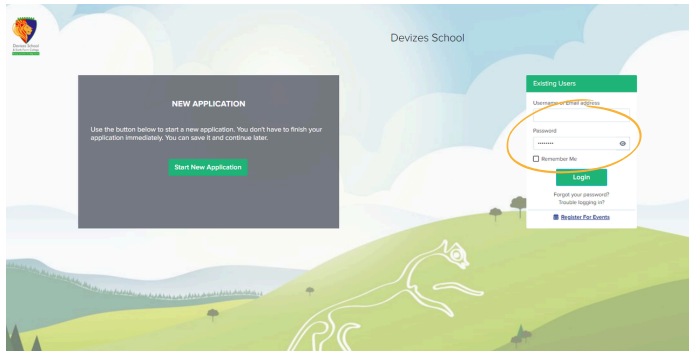 Devizes School
Devizes School
NEW APPLICATION
Use the button below to start a new application. You don't have to finish your
application immediately. You can save it and continue later.
Start New Application
Existing Users
Username or Email address
Password
Remember Me
Login
Forgot your password?
Trouble logging in?
Register For Events